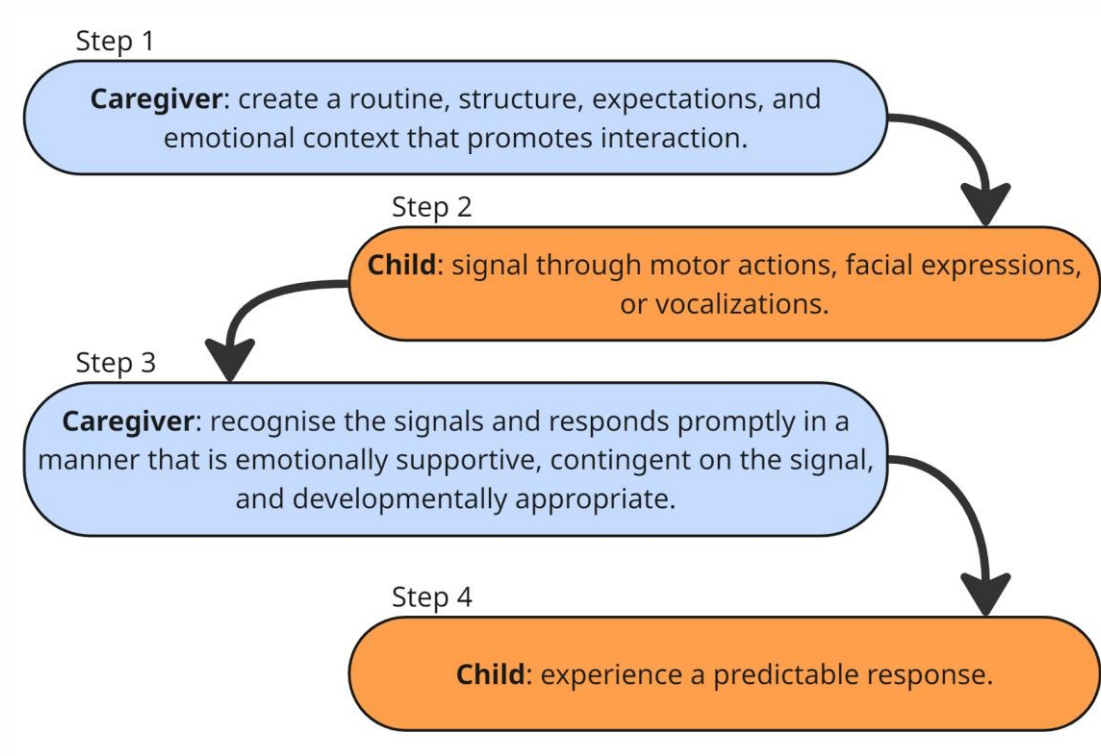 Step 1
Caregiver: create a routine, structure, expectations, and
emotional context that promotes interaction.
Step 2
Child: signal through motor actions, facial expressions,
or vocalizations.
Step 3
Caregiver: recognise the signals and responds promptly in a
manner that is emotionally supportive, contingent on the signal,
and developmentally appropriate.
Step 4
Child: experience a predictable response.